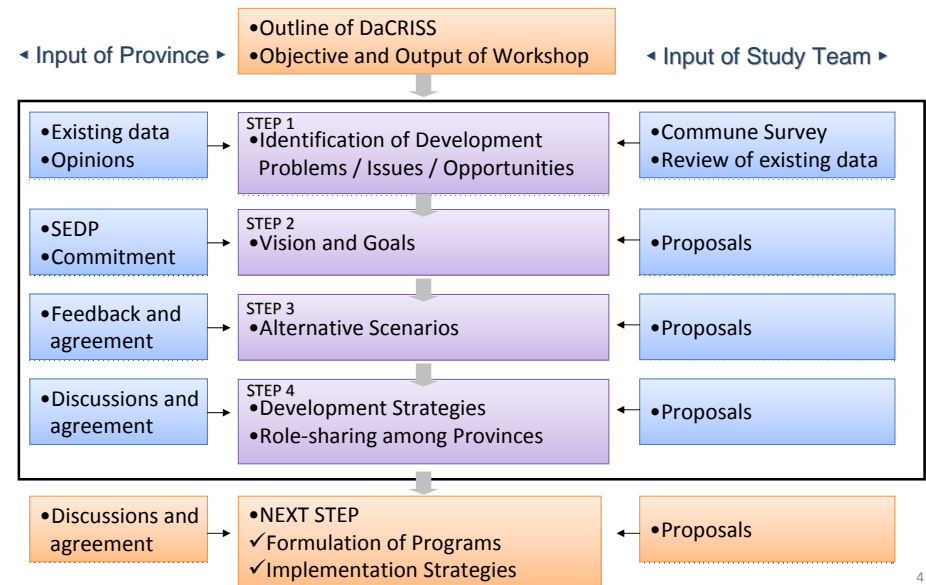 •Outline of DaCRISS
•Objective and Output of Workshop
◄ Input of Province ►
◄ Input of Study Team ►
•Existing data
•Opinions
STEP 1
•Identification of Development
Problems / Issues / Opportunities
•Commune Survey
•Review of existing data
•SEDP
•Commitment
STEP 2
•Vision and Goals
•Proposals
•Feedback and
agreement
STEP 3
•Alternative Scenarios
•Proposals
•Discussions and
agreement
STEP 4
•Development Strategies
•Role-sharing among Provinces
•Proposals
•Discussions and
agreement
•NEXT STEP
✓Formulation of Programs
✓Implementation Strategies
•Proposals
4